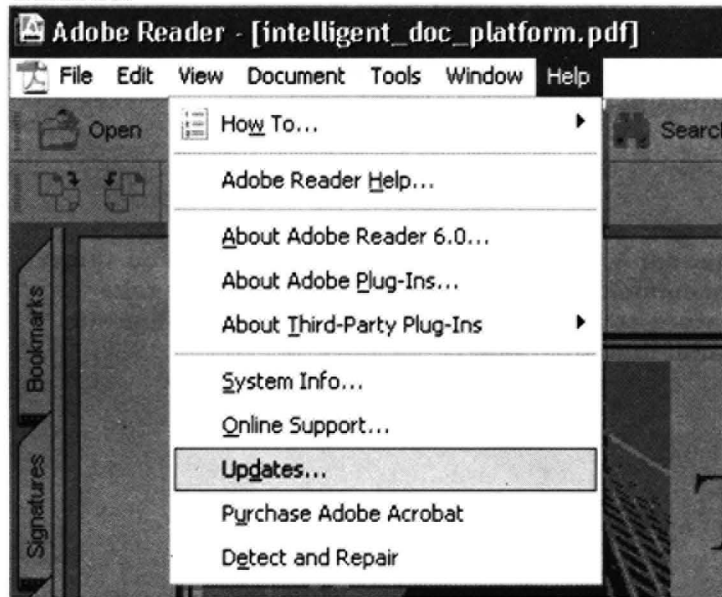 Adobe Reader - [intelligent_doc_platform.pdf]
File Edit View Document Tools Window Help
Open
Search
How To...
Adobe Reader Help...
About Adobe Reader 6.0...
About Adobe Plug-Ins...
About Third-Party Plug-Ins
System Info...
Online Support...
Updates...
Purchase Adobe Acrobat
Detect and Repair
Bookmarks
Signatures